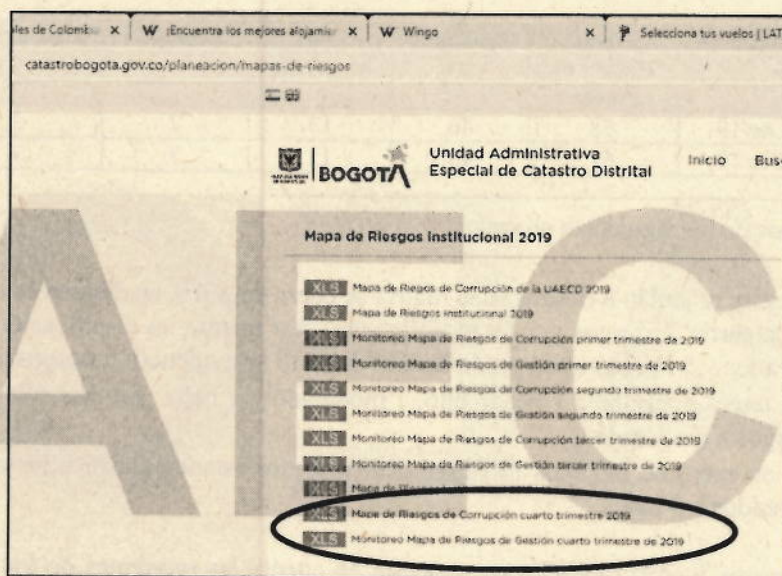 les de Colombi × W ¡Encuentra los mejores alojamie × W Wingo × Selecciona tus vuelos | LAT
catastrobogota.gov.co/planeacion/mapas-de-riesgos
BOGOTÁ
Unidad Administrativa
Especial de Catastro Distrital
Inicio Bus
Mapa de Riesgos Institucional 2019
XLS Mapa de Riesgos de Corrupción de la UAECD 2019
XLS Mapa de Riesgos Institucional 2019
XLS Monitoreo Mapa de Riesgos de Corrupción primer trimestre de 2019
XLS Monitoreo Mapa de Riesgos de Gestión primer trimestre de 2019
XLS Monitoreo Mapa de Riesgos de Corrupción segundo trimestre de 2019
XLS Monitoreo Mapa de Riesgos de Gestión segundo trimestre de 2019
XLS Monitoreo Mapa de Riesgos de Corrupción tercer trimestre de 2019
XLS Monitoreo Mapa de Riesgos de Gestión tercer trimestre de 2019
XLS Mapa de Riesgos
XLS Mapa de Riesgos de Corrupción cuarto trimestre 2019
XLS Monitoreo Mapa de Riesgos de Gestión cuarto trimestre de 2019
AEC